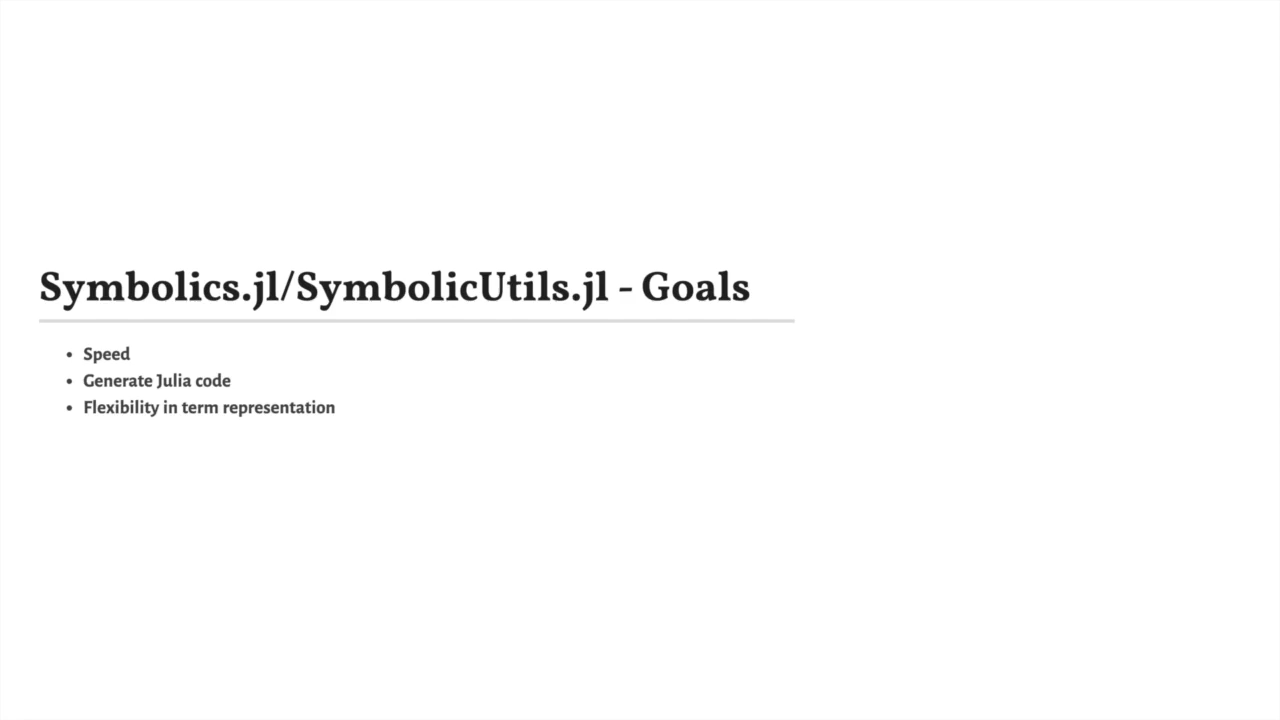 Symbolics.jl/SymbolicUtils.jl - Goals
• Speed
• Generate Julia code
• Flexibility in term representation